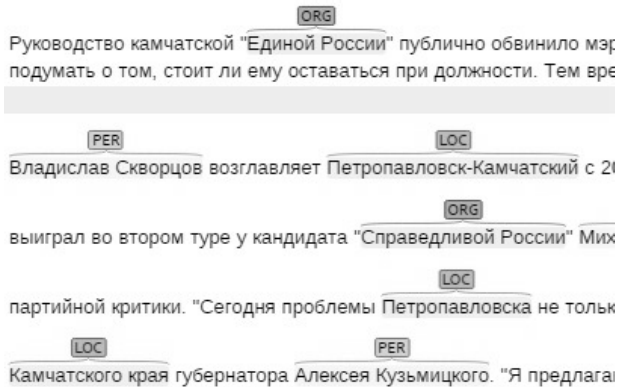 ORG
Руководство камчатской "Единой России" публично обвинило мэр
подумать о том, стоит ли ему оставаться при должности. Тем вре
PER LOC
Владислав Скворцов возглавляет Петропавловск-Камчатский с 20
ORG
выиграл во втором туре у кандидата "Справедливой России" Мих
LOC
партийной критики. "Сегодня проблемы Петропавловска не тольк
LOC PER
Камчатского края губернатора Алексея Кузьмицкого. "Я предлага